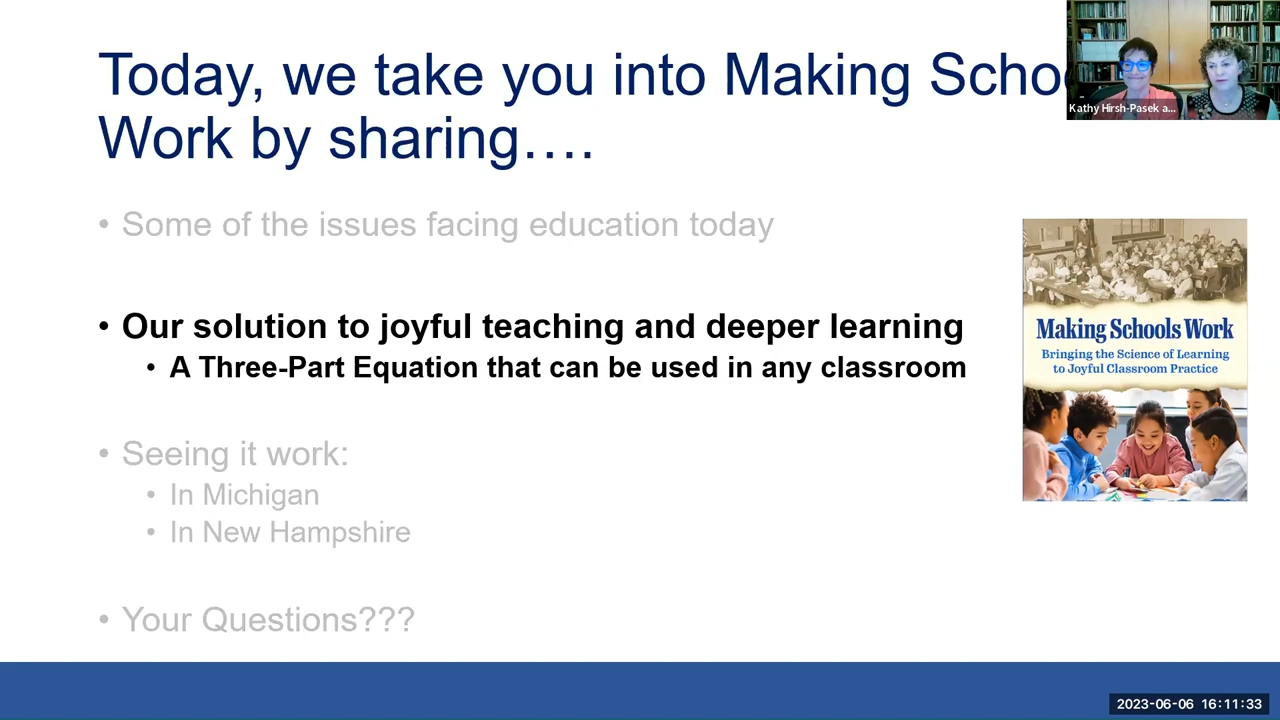 Today, we take you into Making Schoo
Work by sharing….
Kathy Hirsh-Pasek a...
• Some of the issues facing education today
• Our solution to joyful teaching and deeper learning
• A Three-Part Equation that can be used in any classroom
• Seeing it work:
• In Michigan
• In New Hampshire
• Your Questions???
Making Schools Work
Bringing the Science of Learning
to Joyful Classroom Practice
2023-06-06 16:11:33